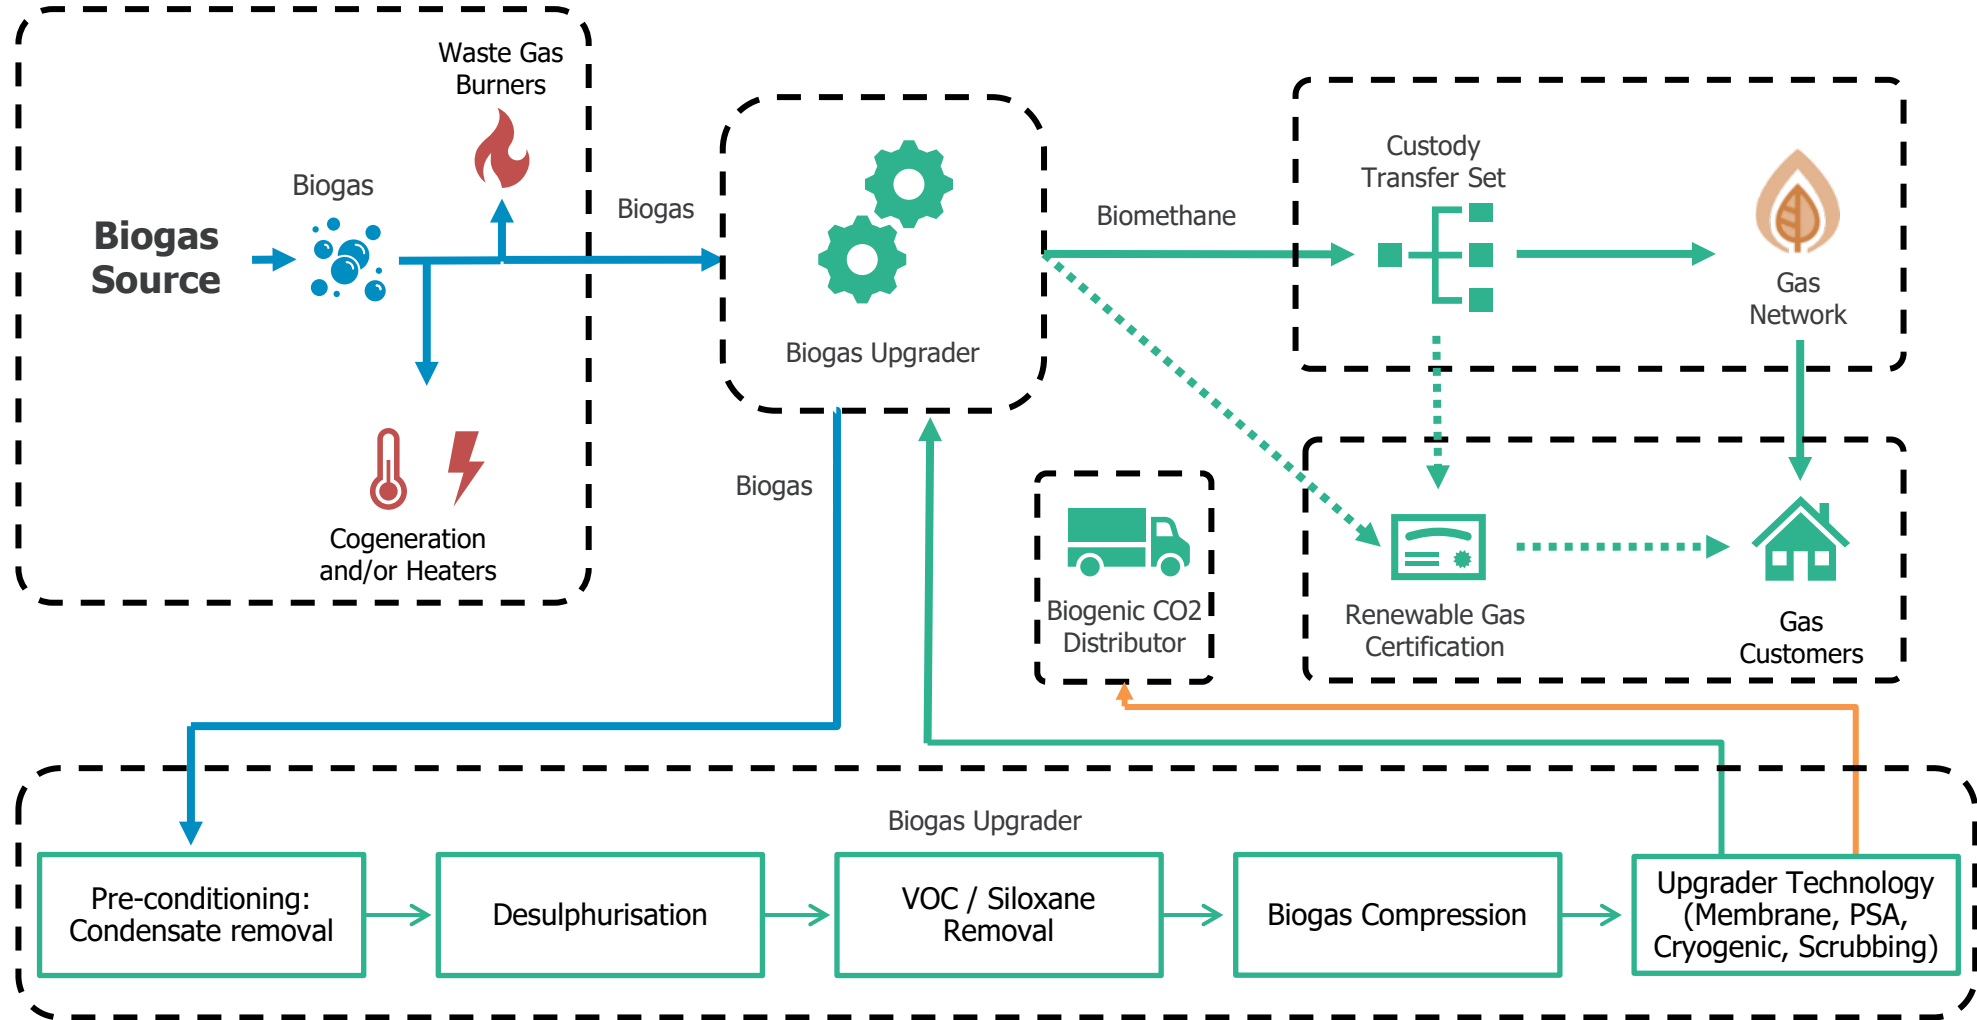 Waste Gas
Burners
Biogas
Biogas
Source
Cogeneration
and/or Heaters
Biogas
Biogas Upgrader
Biogas
Biomethane
Custody
Transfer Set
Gas
Network
Biogenic CO2
Distributor
Renewable Gas
Certification
Gas
Customers
Biogas Upgrader
Pre-conditioning:
Condensate removal
Desulphurisation
VOC / Siloxane
Removal
Biogas Compression
Upgrader Technology
(Membrane, PSA,
Cryogenic, Scrubbing)